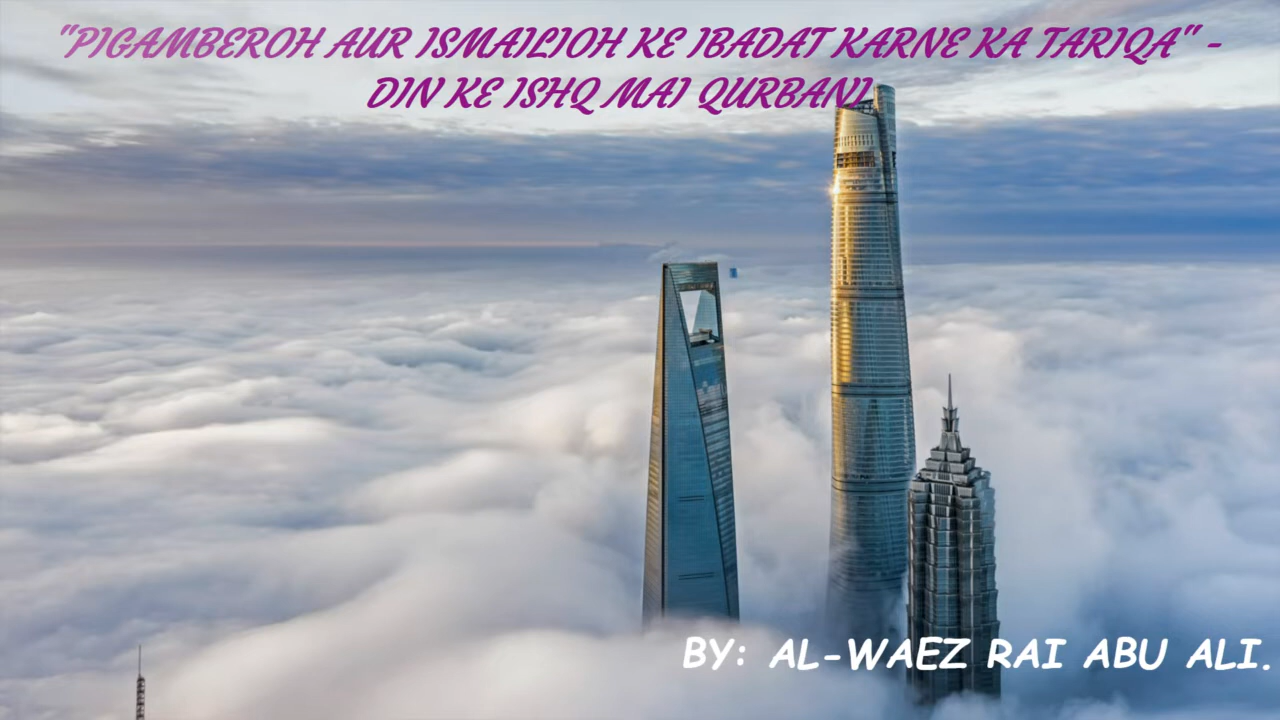 "PIGAMBEROH AUR ISMAILIOH KE IBADAT KARNE KA TARIQA" -
DIN KE ISHQ MAI QURBANI
BY: AL-WAEZ RAI ABU ALI.